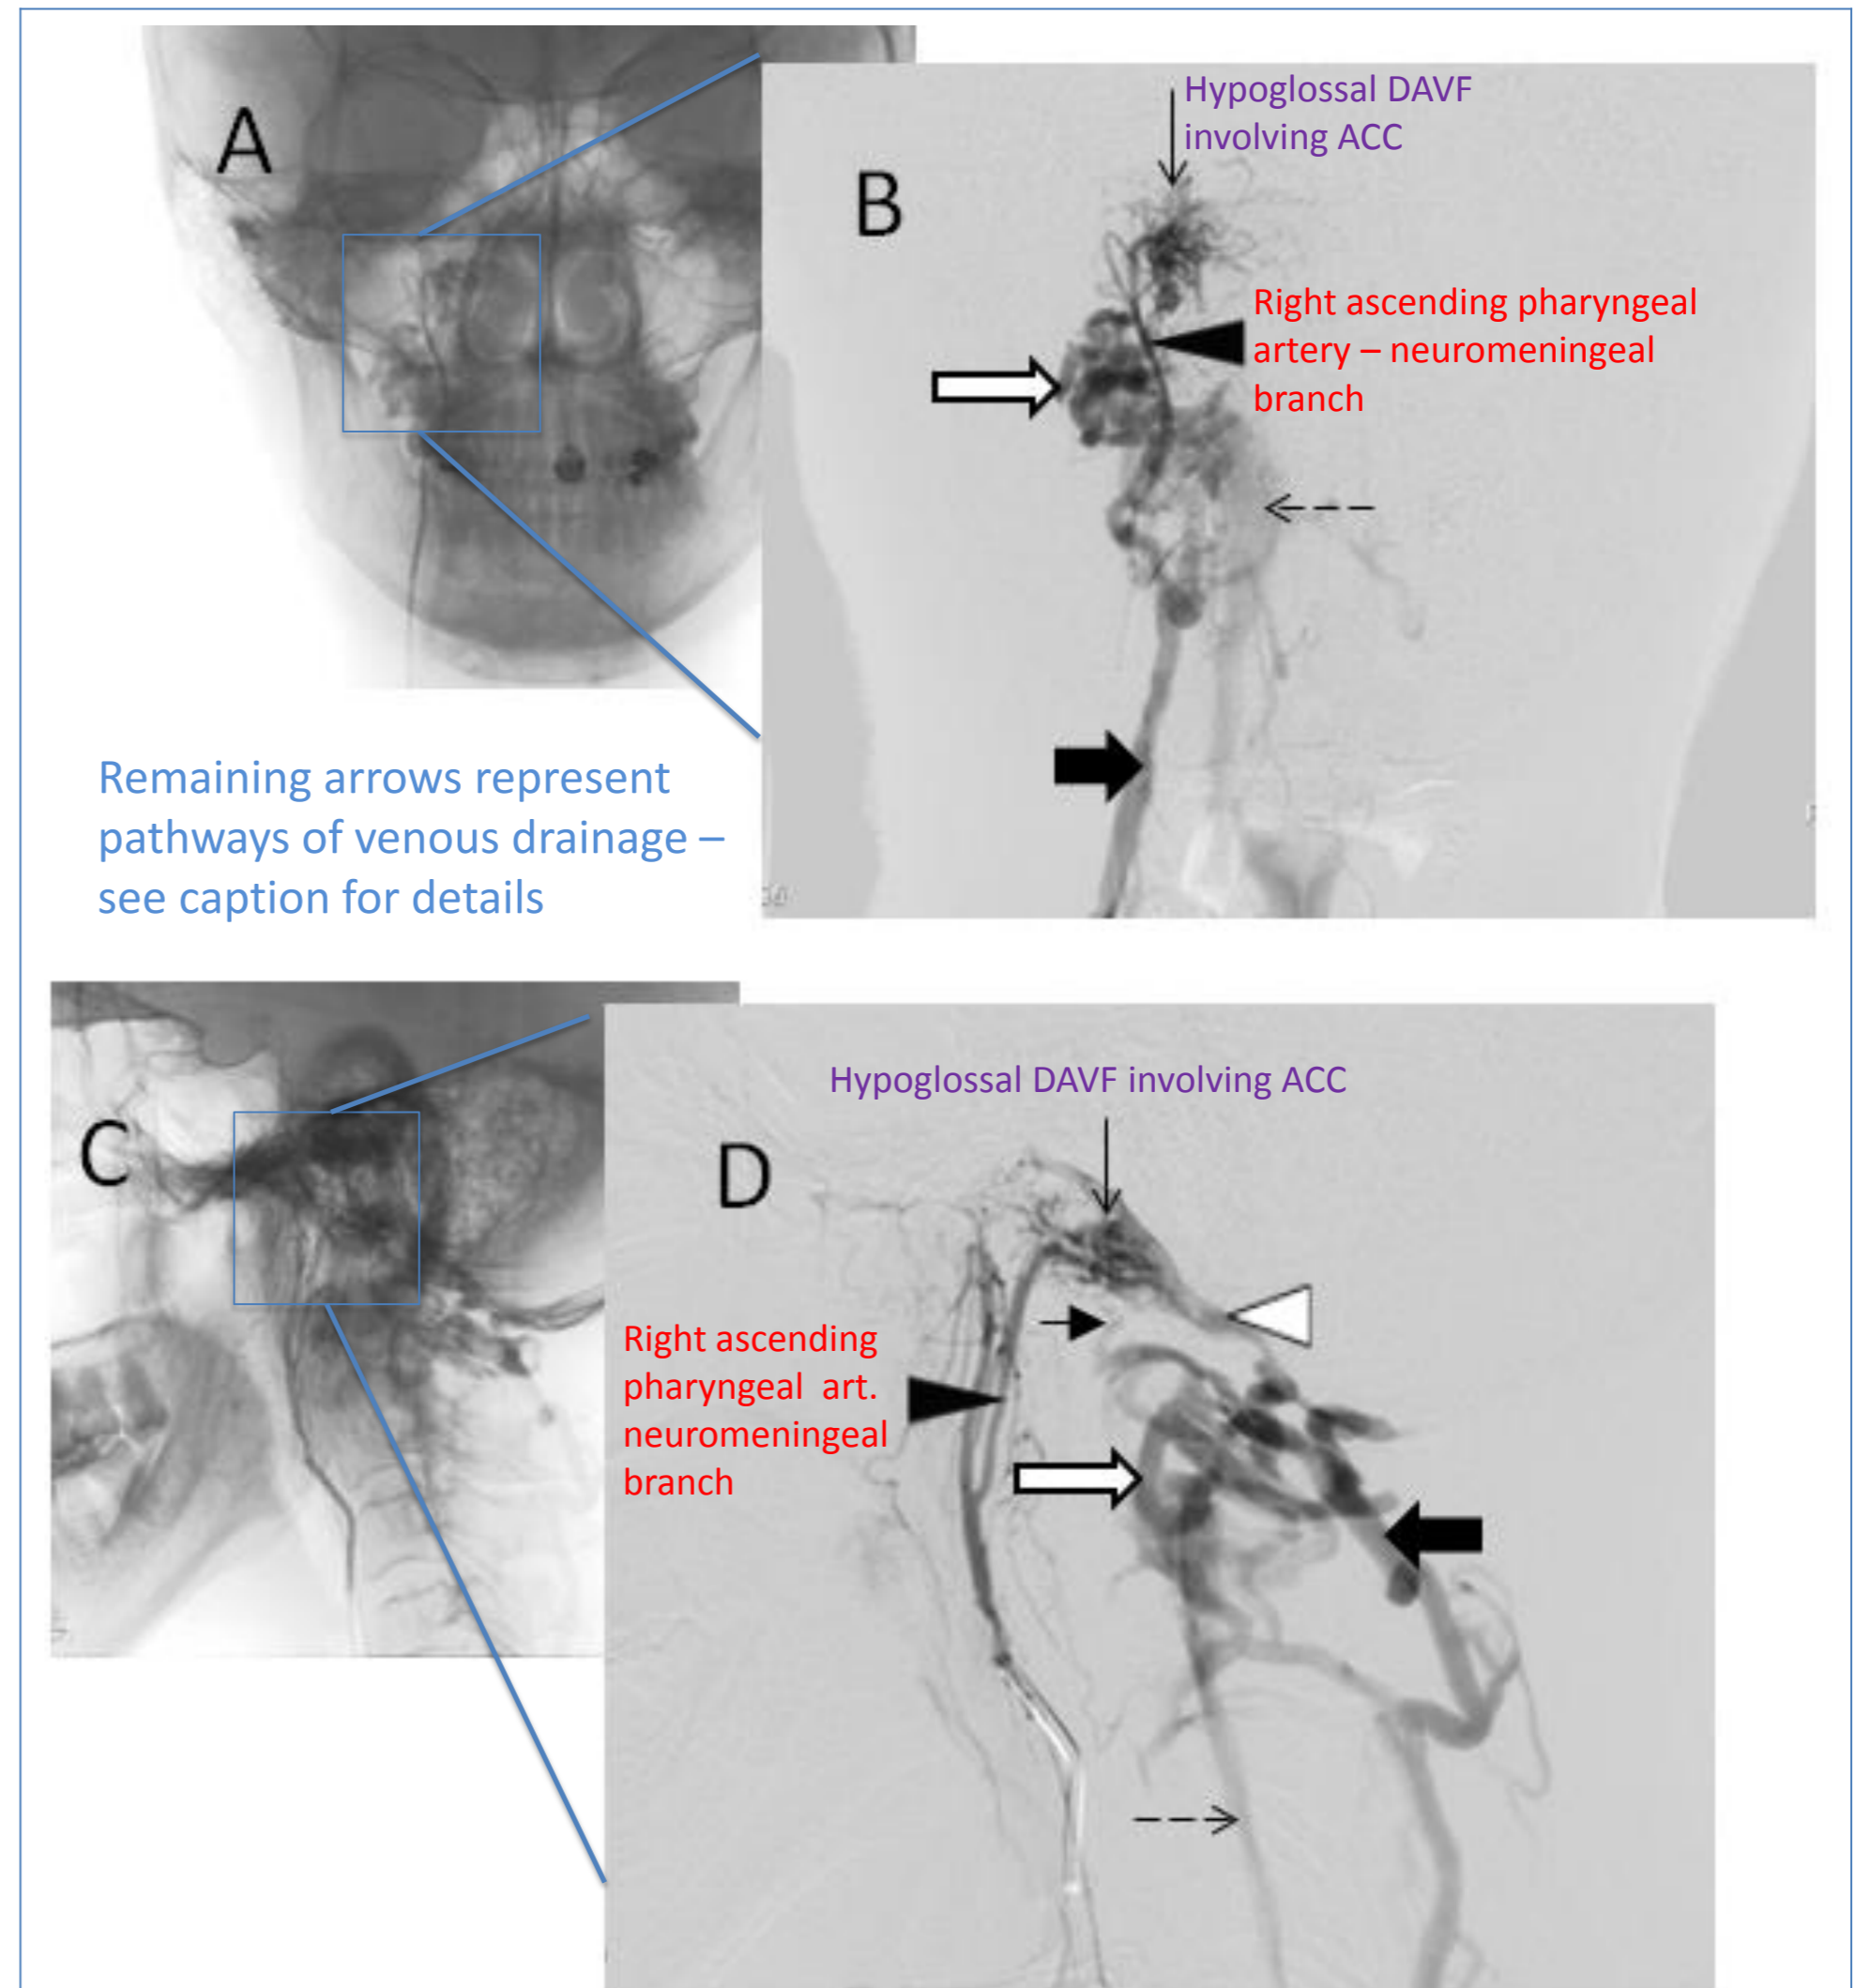 A
Hypoglossal DAVF
involving ACC
B
Right ascending pharyngeal
artery – neuromeningeal
branch
Remaining arrows represent
pathways of venous drainage –
see caption for details
C
Hypoglossal DAVF involving ACC
D
Right ascending
pharyngeal art.
neuromeningeal
branch